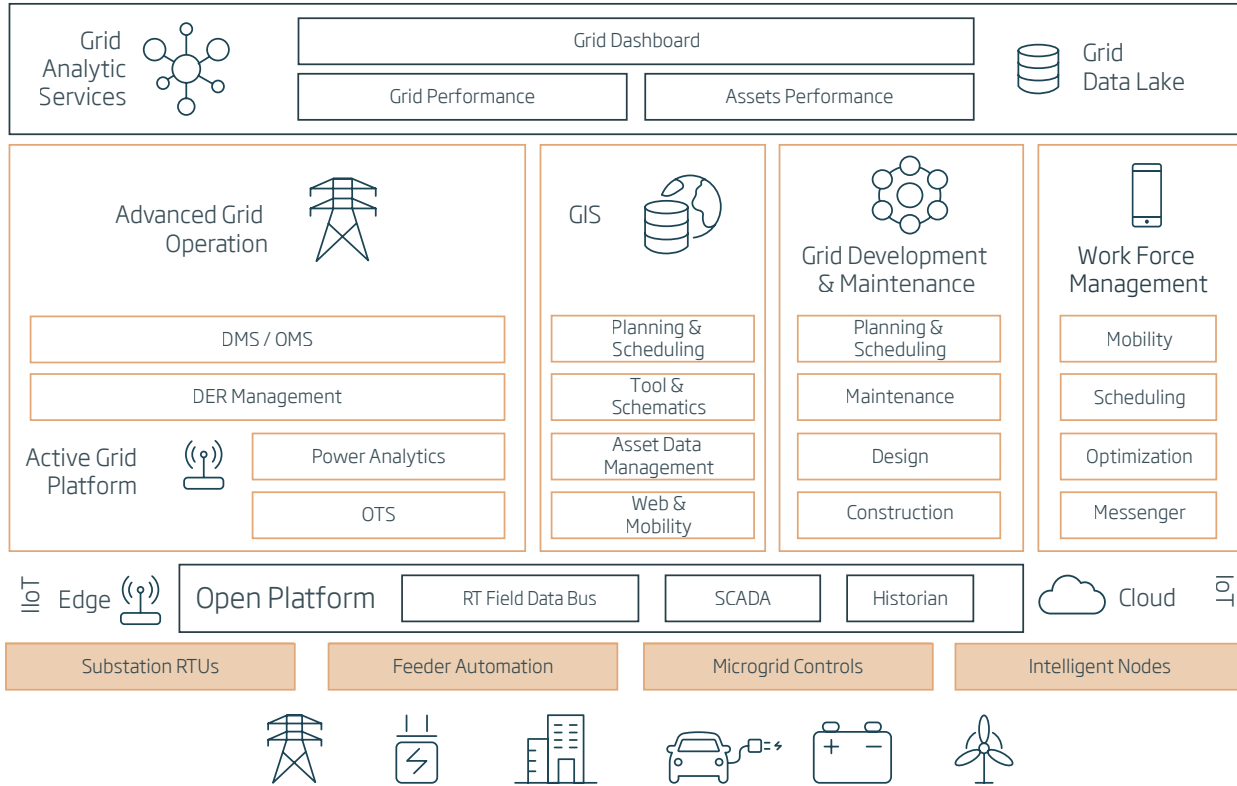 Grid
Analytic
Services
Grid Dashboard
Grid Performance
Assets Performance
Grid
Data Lake
Advanced Grid
Operation
DMS / OMS
DER Management
Active Grid
Platform
Power Analytics
OTS
GIS
Planning &
Scheduling
Tool &
Schematics
Asset Data
Management
Web &
Mobility
Grid Development
& Maintenance
Planning &
Scheduling
Maintenance
Design
Construction
Work Force
Management
Mobility
Scheduling
Optimization
Messenger
IIoT
Edge
Open Platform
RT Field Data Bus
SCADA
Historian
Cloud
IoT
Substation RTUs
Feeder Automation
Microgrid Controls
Intelligent Nodes